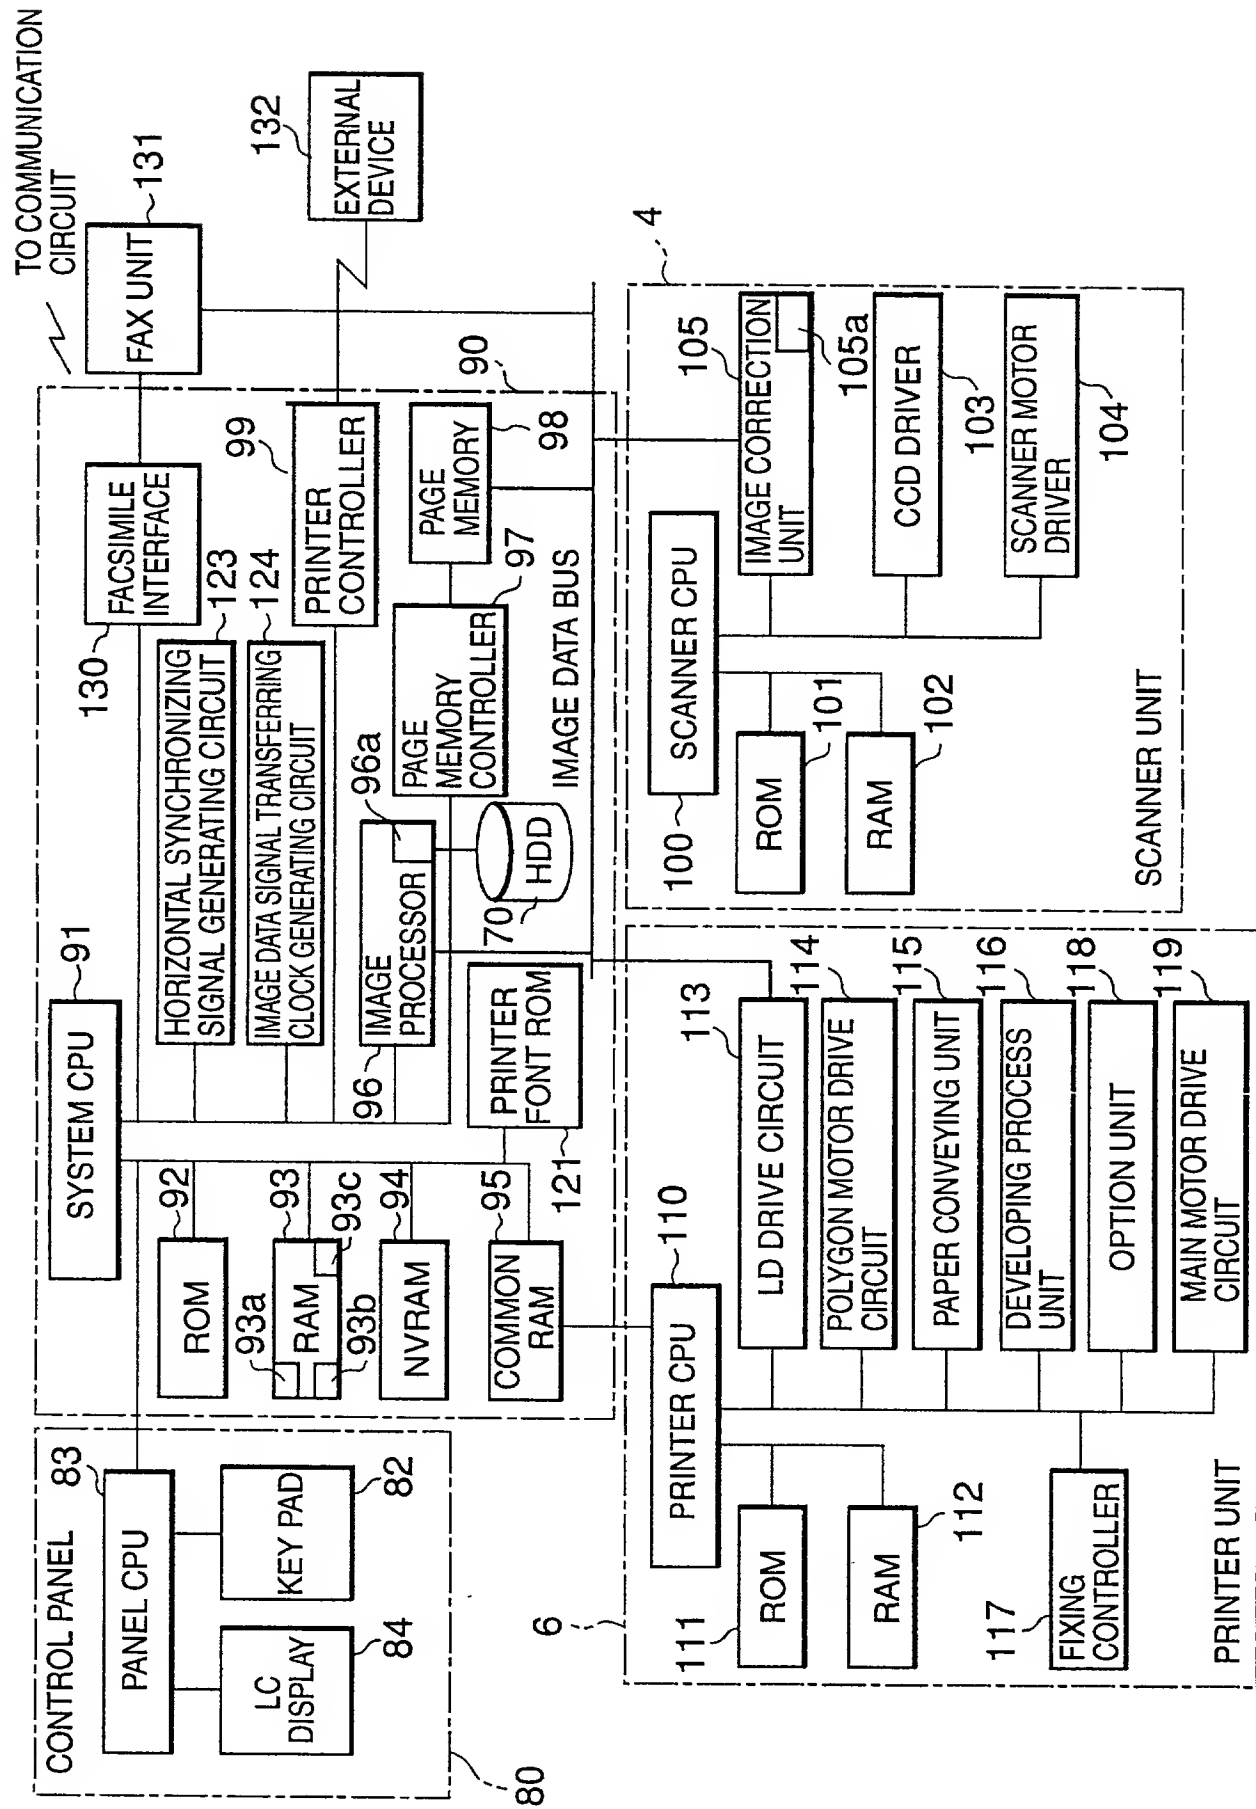 CONTROL PANEL
PANEL CPU
83
KEY PAD
82
LC
DISPLAY
84
80
SYSTEM CPU
91
ROM
92
RAM
93
93a
93b
93c
NVRAM
94
COMMON
RAM
95
PRINTER
FONT ROM
121
FACSIMILE
INTERFACE
130
HORIZONTAL SYNCHRONIZING
SIGNAL GENERATING CIRCUIT
123
IMAGE DATA SIGNAL TRANSFERRING
CLOCK GENERATING CIRCUIT
124
PRINTER
CONTROLLER
99
IMAGE
PROCESSOR
96
96a
HDD
70
PAGE
MEMORY
CONTROLLER
97
PAGE
MEMORY
98
90
IMAGE DATA BUS
TO COMMUNICATION
CIRCUIT
FAX UNIT
131
EXTERNAL
DEVICE
132
6
PRINTER CPU
110
ROM
111
RAM
112
LD DRIVE CIRCUIT
113
POLYGON MOTOR DRIVE
CIRCUIT
114
PAPER CONVEYING UNIT
115
DEVELOPING PROCESS
UNIT
116
FIXING
CONTROLLER
117
OPTION UNIT
118
MAIN MOTOR DRIVE
CIRCUIT
119
PRINTER UNIT
4
SCANNER CPU
100
ROM
101
RAM
102
IMAGE CORRECTION
UNIT
105
105a
CCD DRIVER
103
SCANNER MOTOR
DRIVER
104
SCANNER UNIT